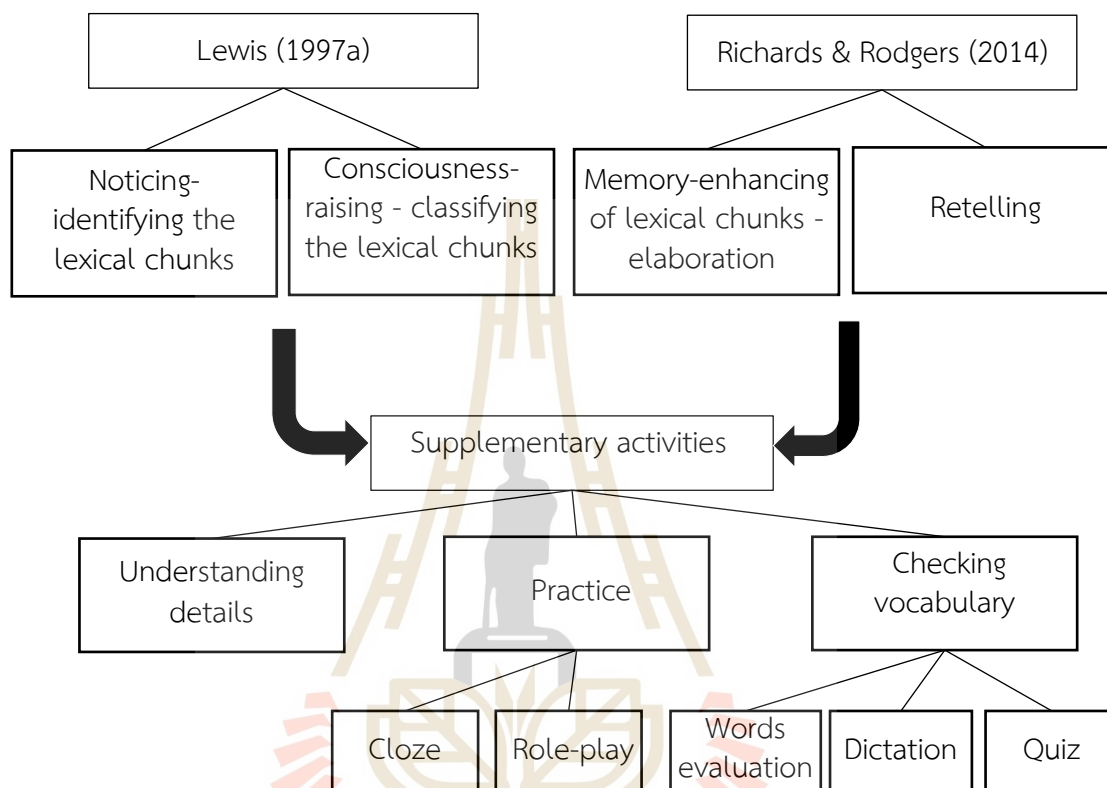 Lewis (1997a)
Richards & Rodgers (2014)
Noticing-
identifying the
lexical chunks
Consciousness-
raising - classifying
the lexical chunks
Memory-enhancing
of lexical chunks -
elaboration
Retelling
Supplementary activities
Understanding
details
Practice
Checking
vocabulary
Cloze
Role-play
Words
evaluation
Dictation
Quiz